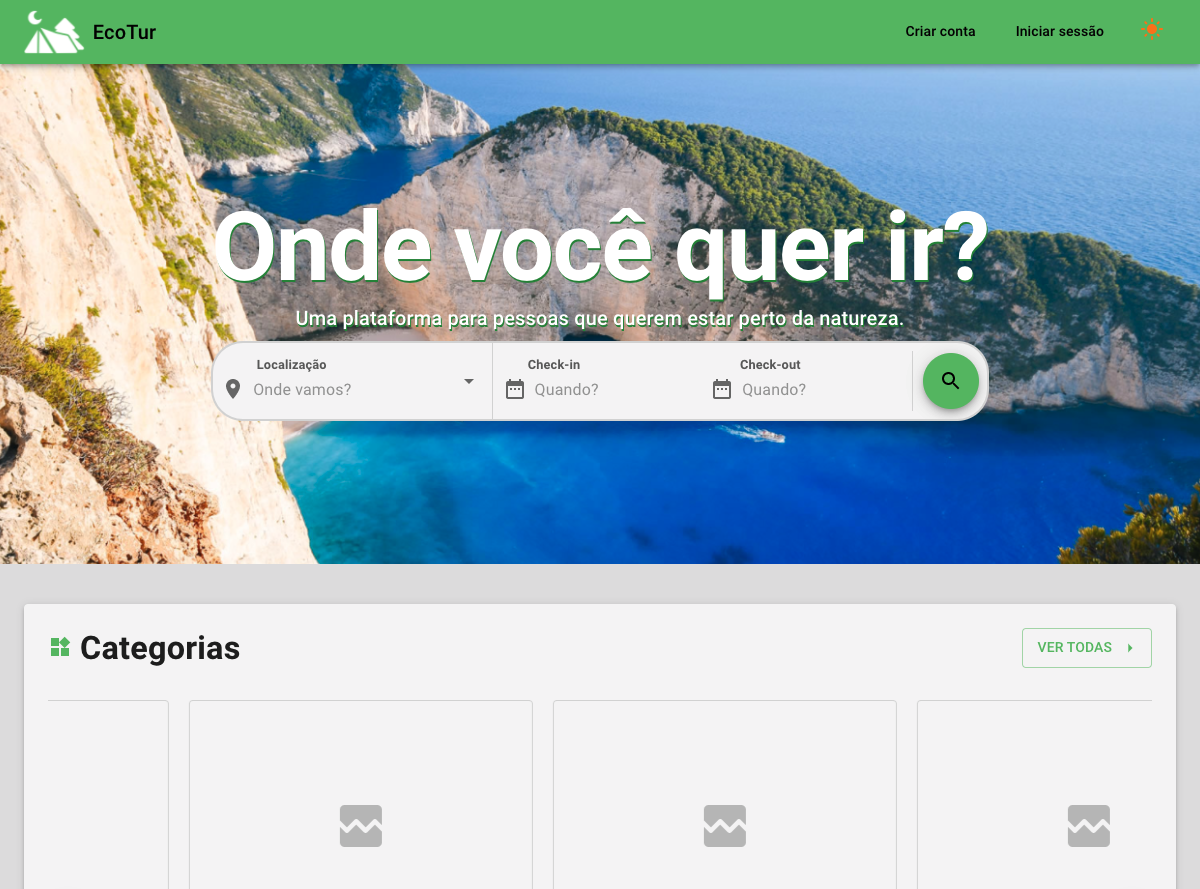 EcoTur
Criar conta
Iniciar sessão
Onde você quer ir?
Uma plataforma para pessoas que querem estar perto da natureza.
Localização
Onde vamos?
Check-in
Quando?
Check-out
Quando?
Categorias
VER TODAS